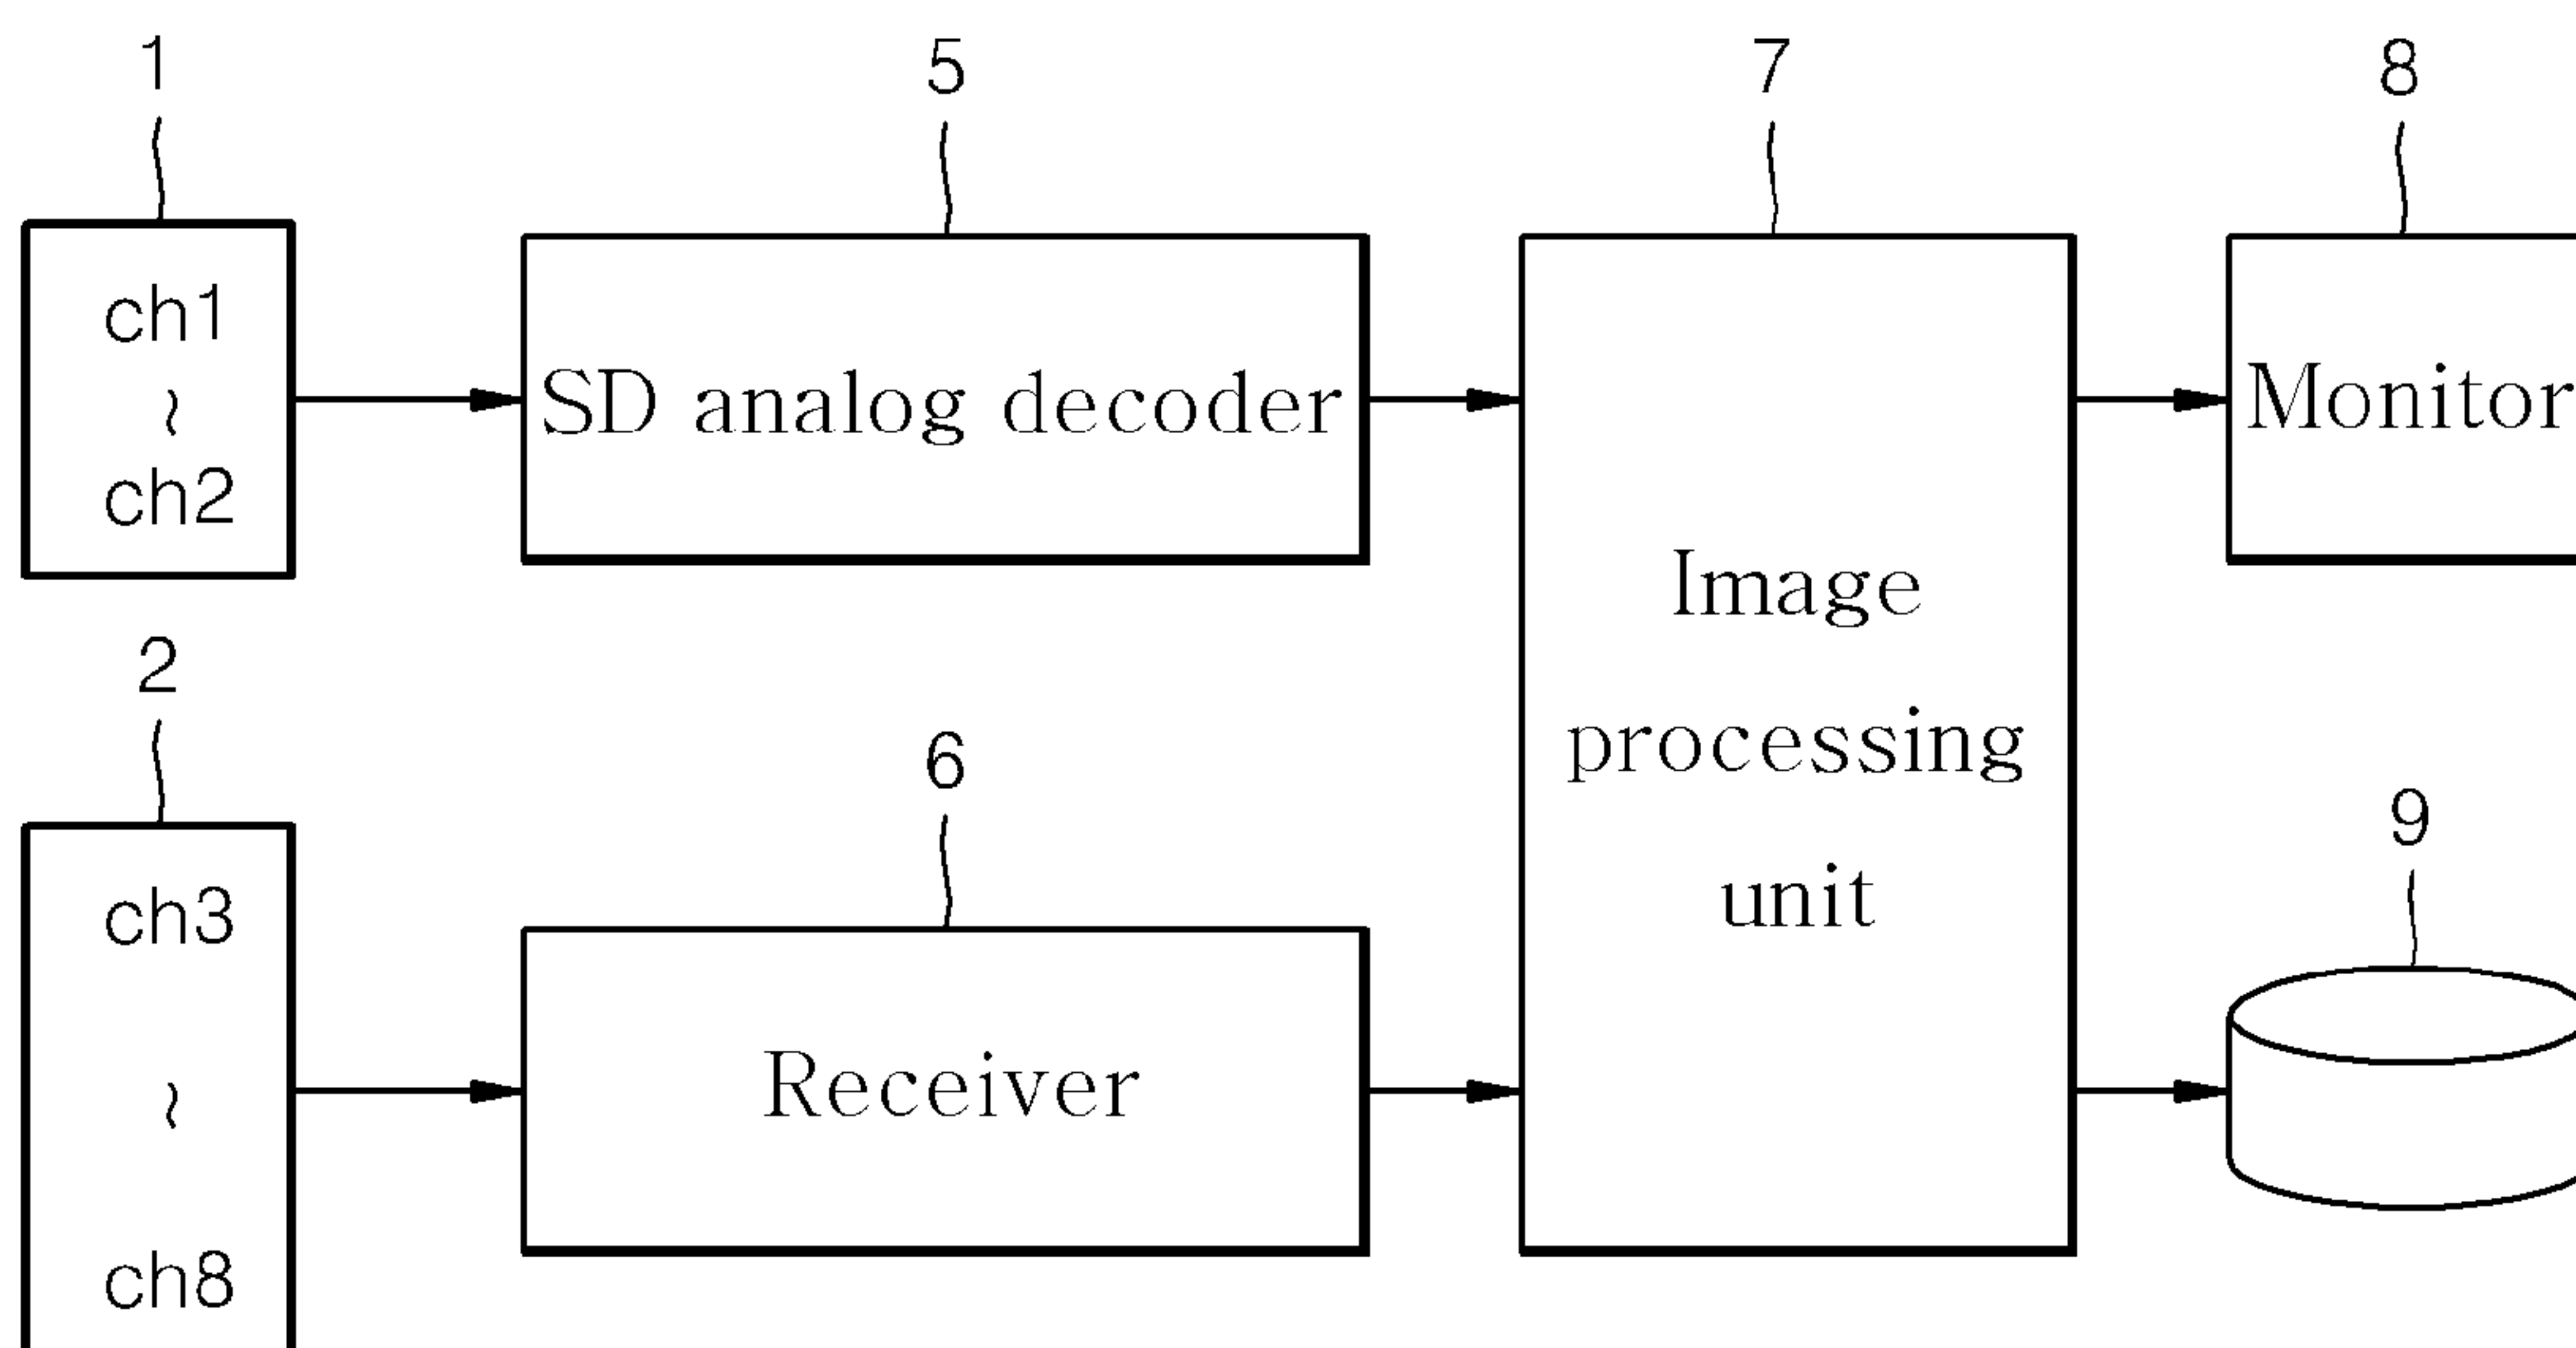 1
5
7
8
ch1
~
ch2
SD analog decoder
Image
processing
unit
Monitor
2
6
9
ch3
~
ch8
Receiver